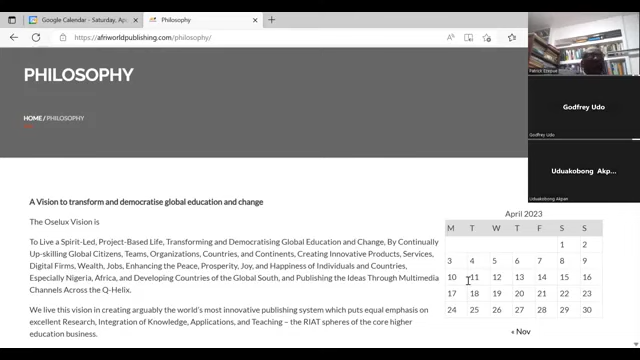 Google Calendar - Saturday, Ap
Philosophy
https://afriworldpublishing.com/philosophy/
PHILOSOPHY
HOME / PHILOSOPHY
Godfrey Udo
Godfrey Udo
Uduakobong Akp...
Uduakobong Akpan
A Vision to transform and democratise global education and change
The Oselux Vision is
To Live a Spirit-Led, Project-Based Life, Transforming and Democratising Global Education and Change, By Continually
Up-skilling Global Citizens, Teams, Organizations, Countries, and Continents, Creating Innovative Products, Services,
Digital Firms, Wealth, Jobs, Enhancing the Peace, Prosperity, Joy, and Happiness of Individuals and Countries,
Especially Nigeria, Africa, and Developing Countries of the Global South, and Publishing the Ideas Through Multimedia
Channels Across the Q-Helix.
We live this vision in creating arguably the world's most innovative publishing system which puts equal emphasis on
excellent Research, Integration of Knowledge, Applications, and Teaching – the RIAT spheres of the core higher
education business.
April 2023
M T W T F S S
1 2
3 4 5 6 7 8 9
10 11 12 13 14 15 16
17 18 19 20 21 22 23
24 25 26 27 28 29 30
« Nov